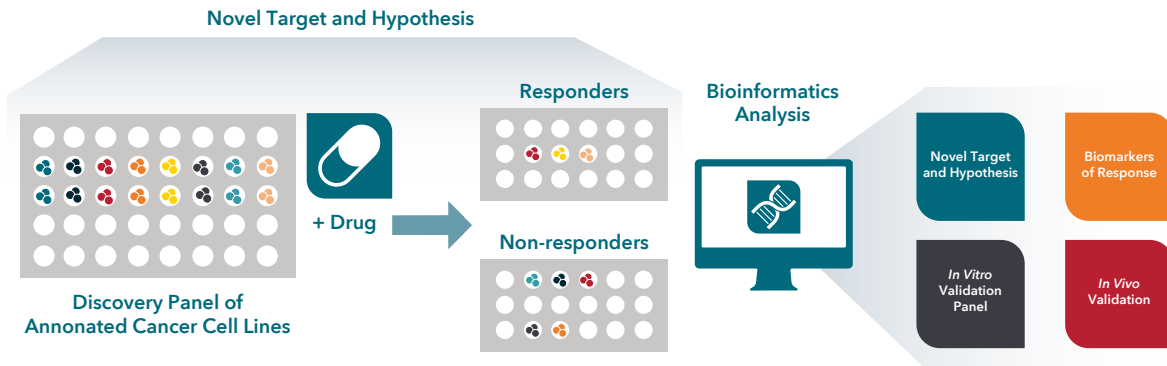 Novel Target and Hypothesis
Discovery Panel of
Annonated Cancer Cell Lines
+ Drug
Responders
Non-responders
Bioinformatics
Analysis
Novel Target
and Hypothesis
Biomarkers
of Response
In Vitro
Validation
Panel
In Vivo
Validation